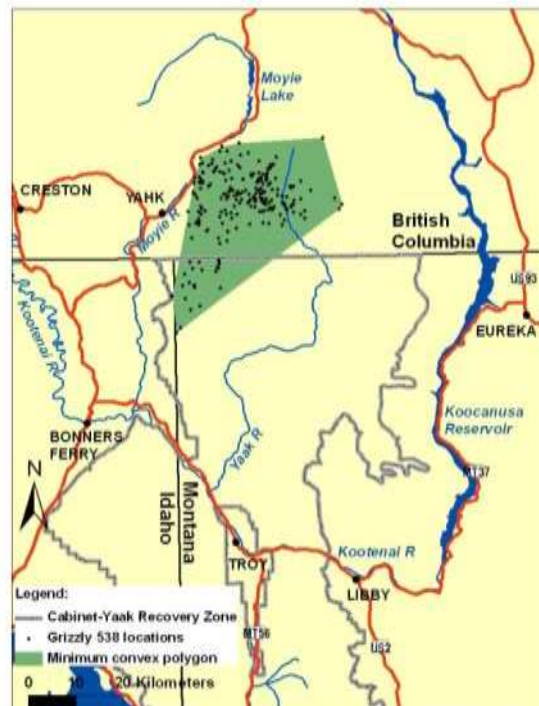 Moyie
Lake
CRESTON
YAHK
Moyie R
British
Columbia
US93
Kootenai R
EUREKA
Koocanusa
Reservoir
BONNERS
FERRY
Yaak R
MT37
N
Montana
Idaho
TROY
Kootenai R
LIBBY
Legend:
Cabinet-Yaak Recovery Zone
Grizzly 538 locations
Minimum convex polygon
MT56
US2
0 10 20 Kilometers